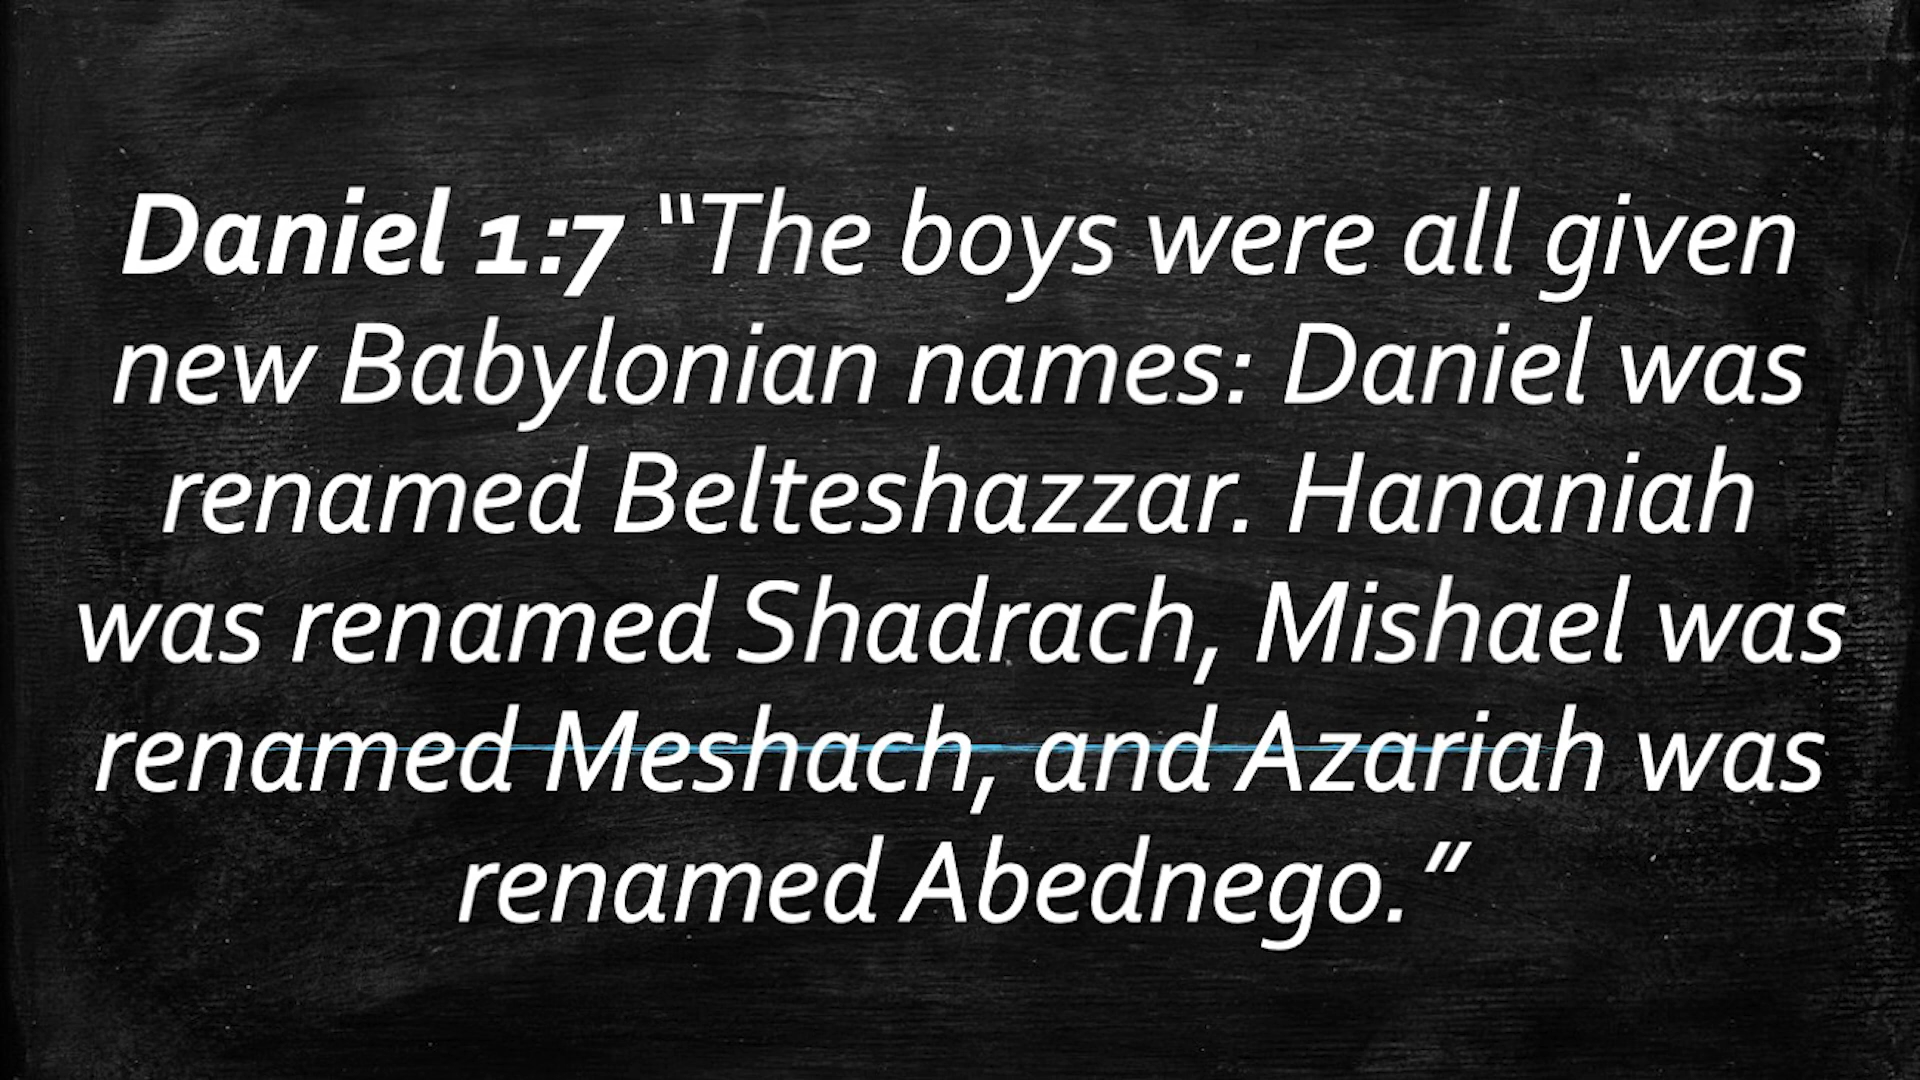 Daniel 1:7 “The boys were all given
new Babylonian names: Daniel was
renamed Belteshazzar. Hananiah
was renamed Shadrach, Mishael was
renamed Meshach, and Azariah was
renamed Abednego.”